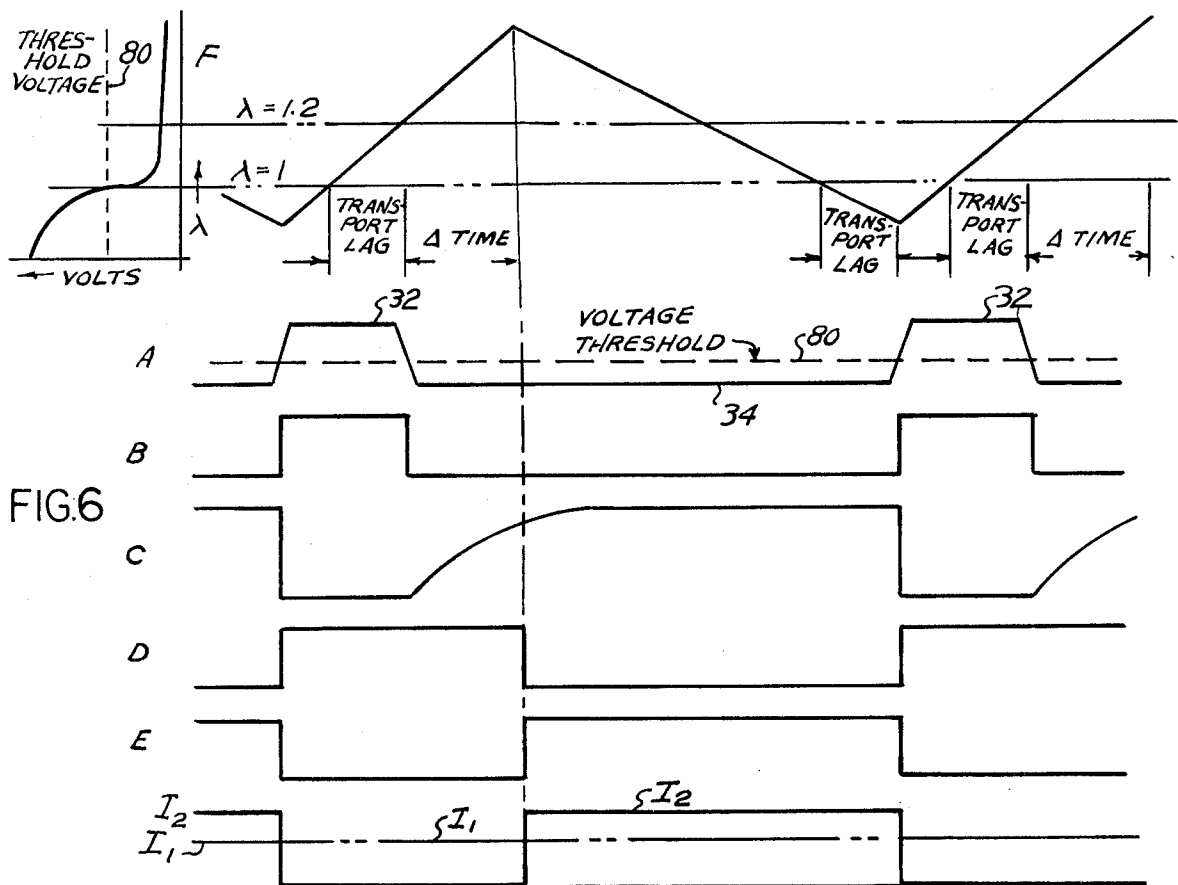 THRES-
HOLD
VOLTAGE
80
F
λ = 1.2
λ = 1
λ
← VOLTS
TRANS-
PORT
LAG
Δ TIME
TRANS-
PORT
LAG
TRANS-
PORT
LAG
Δ TIME
32
VOLTAGE
THRESHOLD
80
32
A
34
B
FIG.6
C
D
E
I₂
I₂
I₁
I₁